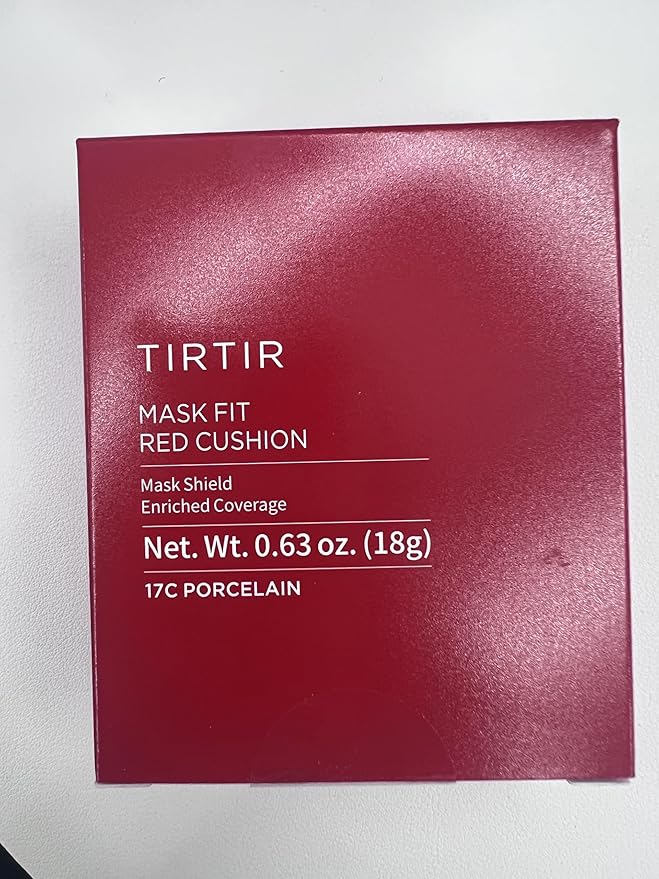 TIRTIR
MASK FIT
RED CUSHION
Mask Shield
Enriched Coverage
Net. Wt. 0.63 oz. (18g)
17C PORCELAIN